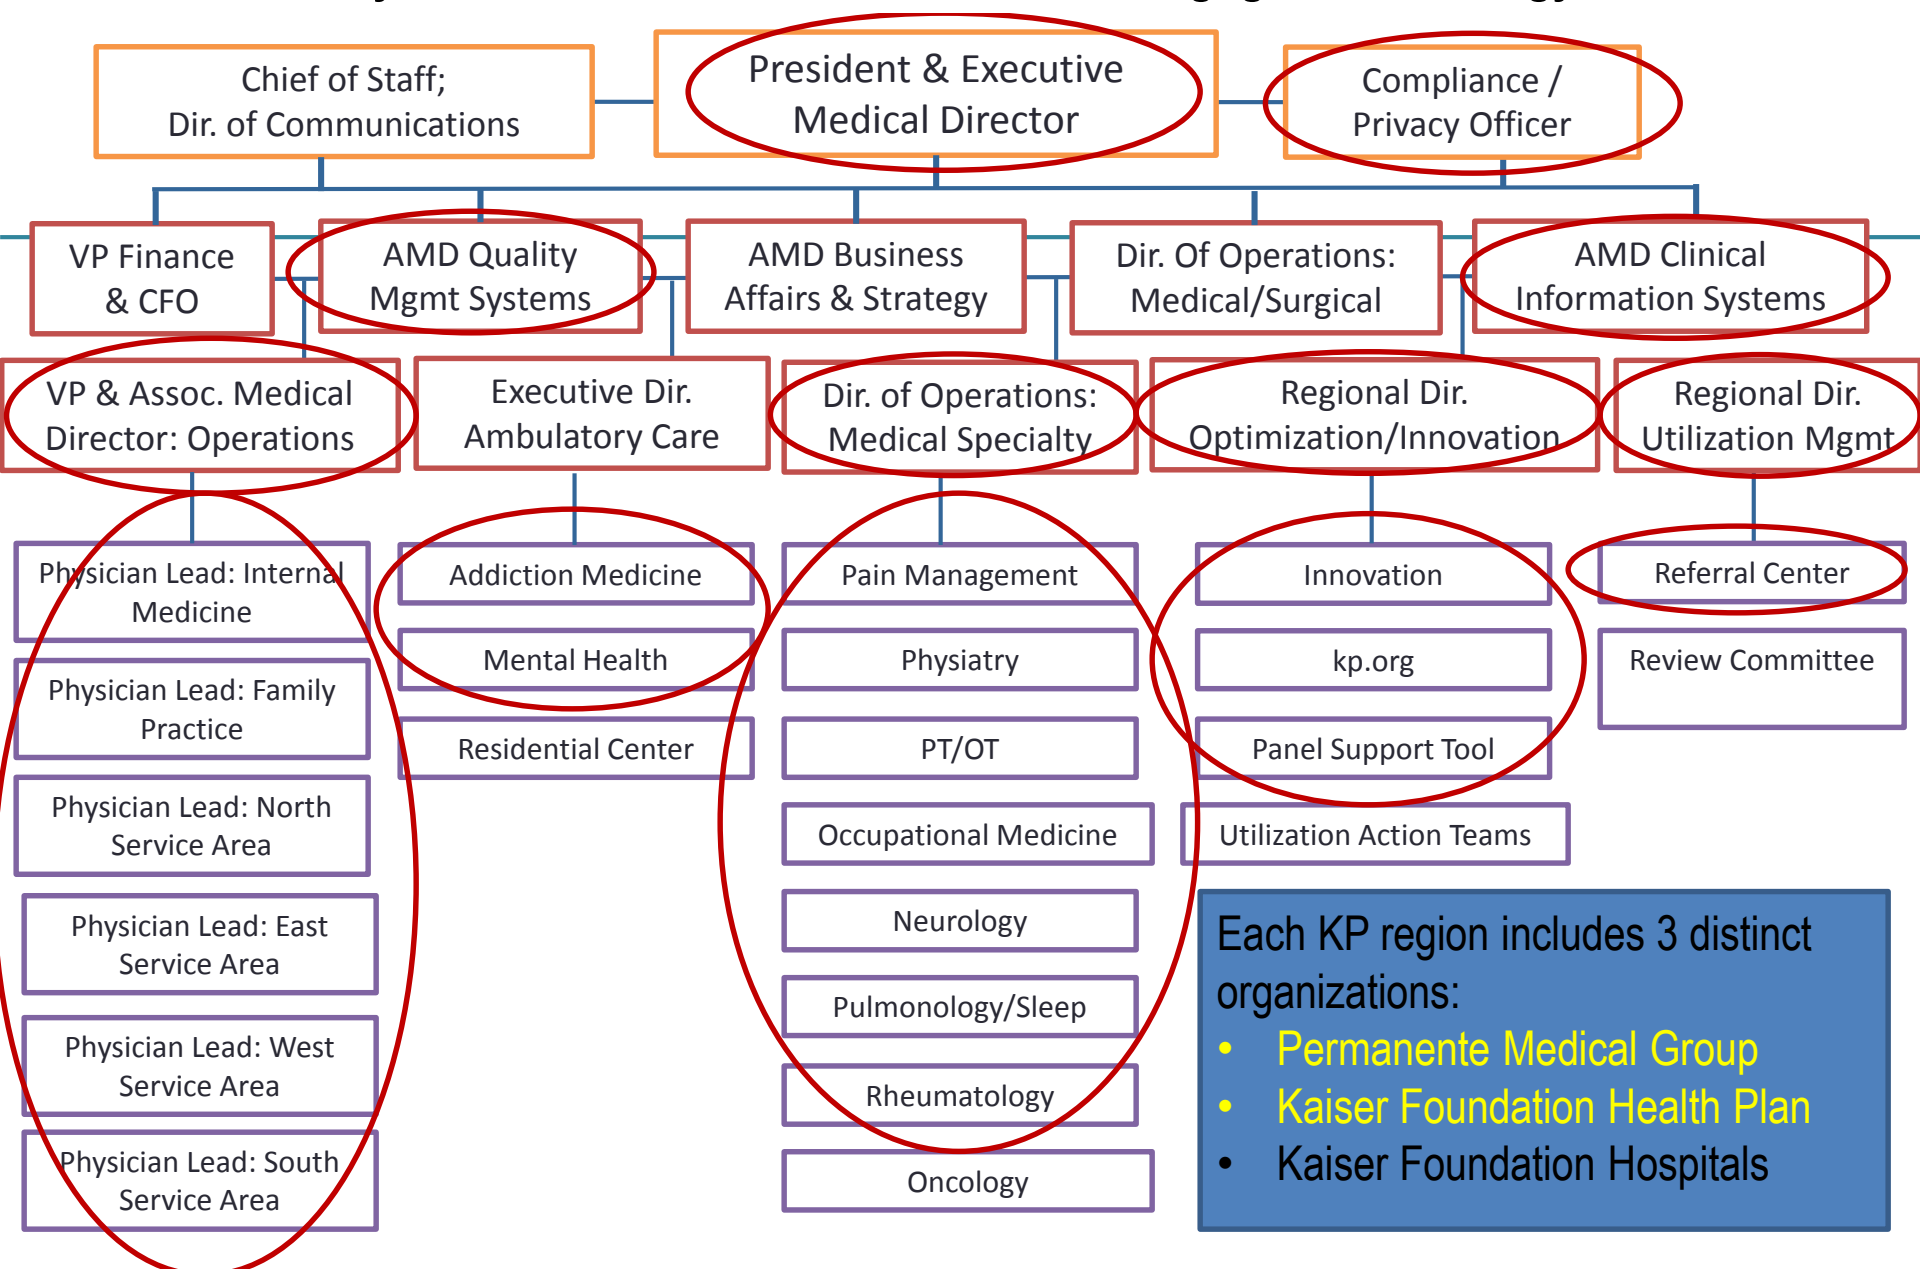 Chief of Staff;
Dir. of Communications
President & Executive
Medical Director
Compliance /
Privacy Officer
VP Finance
& CFO
AMD Quality
Mgmt Systems
AMD Business
Affairs & Strategy
Dir. Of Operations:
Medical/Surgical
AMD Clinical
Information Systems
VP & Assoc. Medical
Director: Operations
Executive Dir.
Ambulatory Care
Dir. of Operations:
Medical Specialty
Regional Dir.
Optimization/Innovation
Regional Dir.
Utilization Mgmt
Physician Lead: Internal
Medicine
Physician Lead: Family
Practice
Physician Lead: North
Service Area
Physician Lead: East
Service Area
Physician Lead: West
Service Area
Physician Lead: South
Service Area
Addiction Medicine
Mental Health
Residential Center
Pain Management
Physiatry
PT/OT
Occupational Medicine
Neurology
Pulmonology/Sleep
Rheumatology
Oncology
Innovation
kp.org
Panel Support Tool
Utilization Action Teams
Referral Center
Review Committee
Each KP region includes 3 distinct
organizations:
• Permanente Medical Group
• Kaiser Foundation Health Plan
• Kaiser Foundation Hospitals